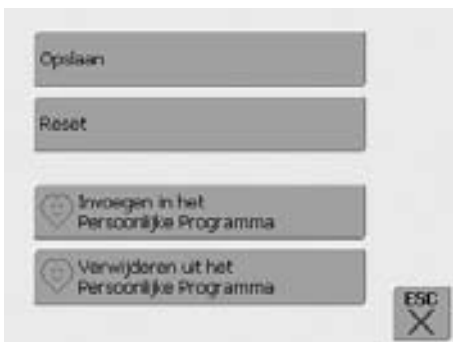 Opslaan
Reset
Invoegen in het
Persoonlijke Programma
Verwijderen uit het
Persoonlijke Programma
ESC